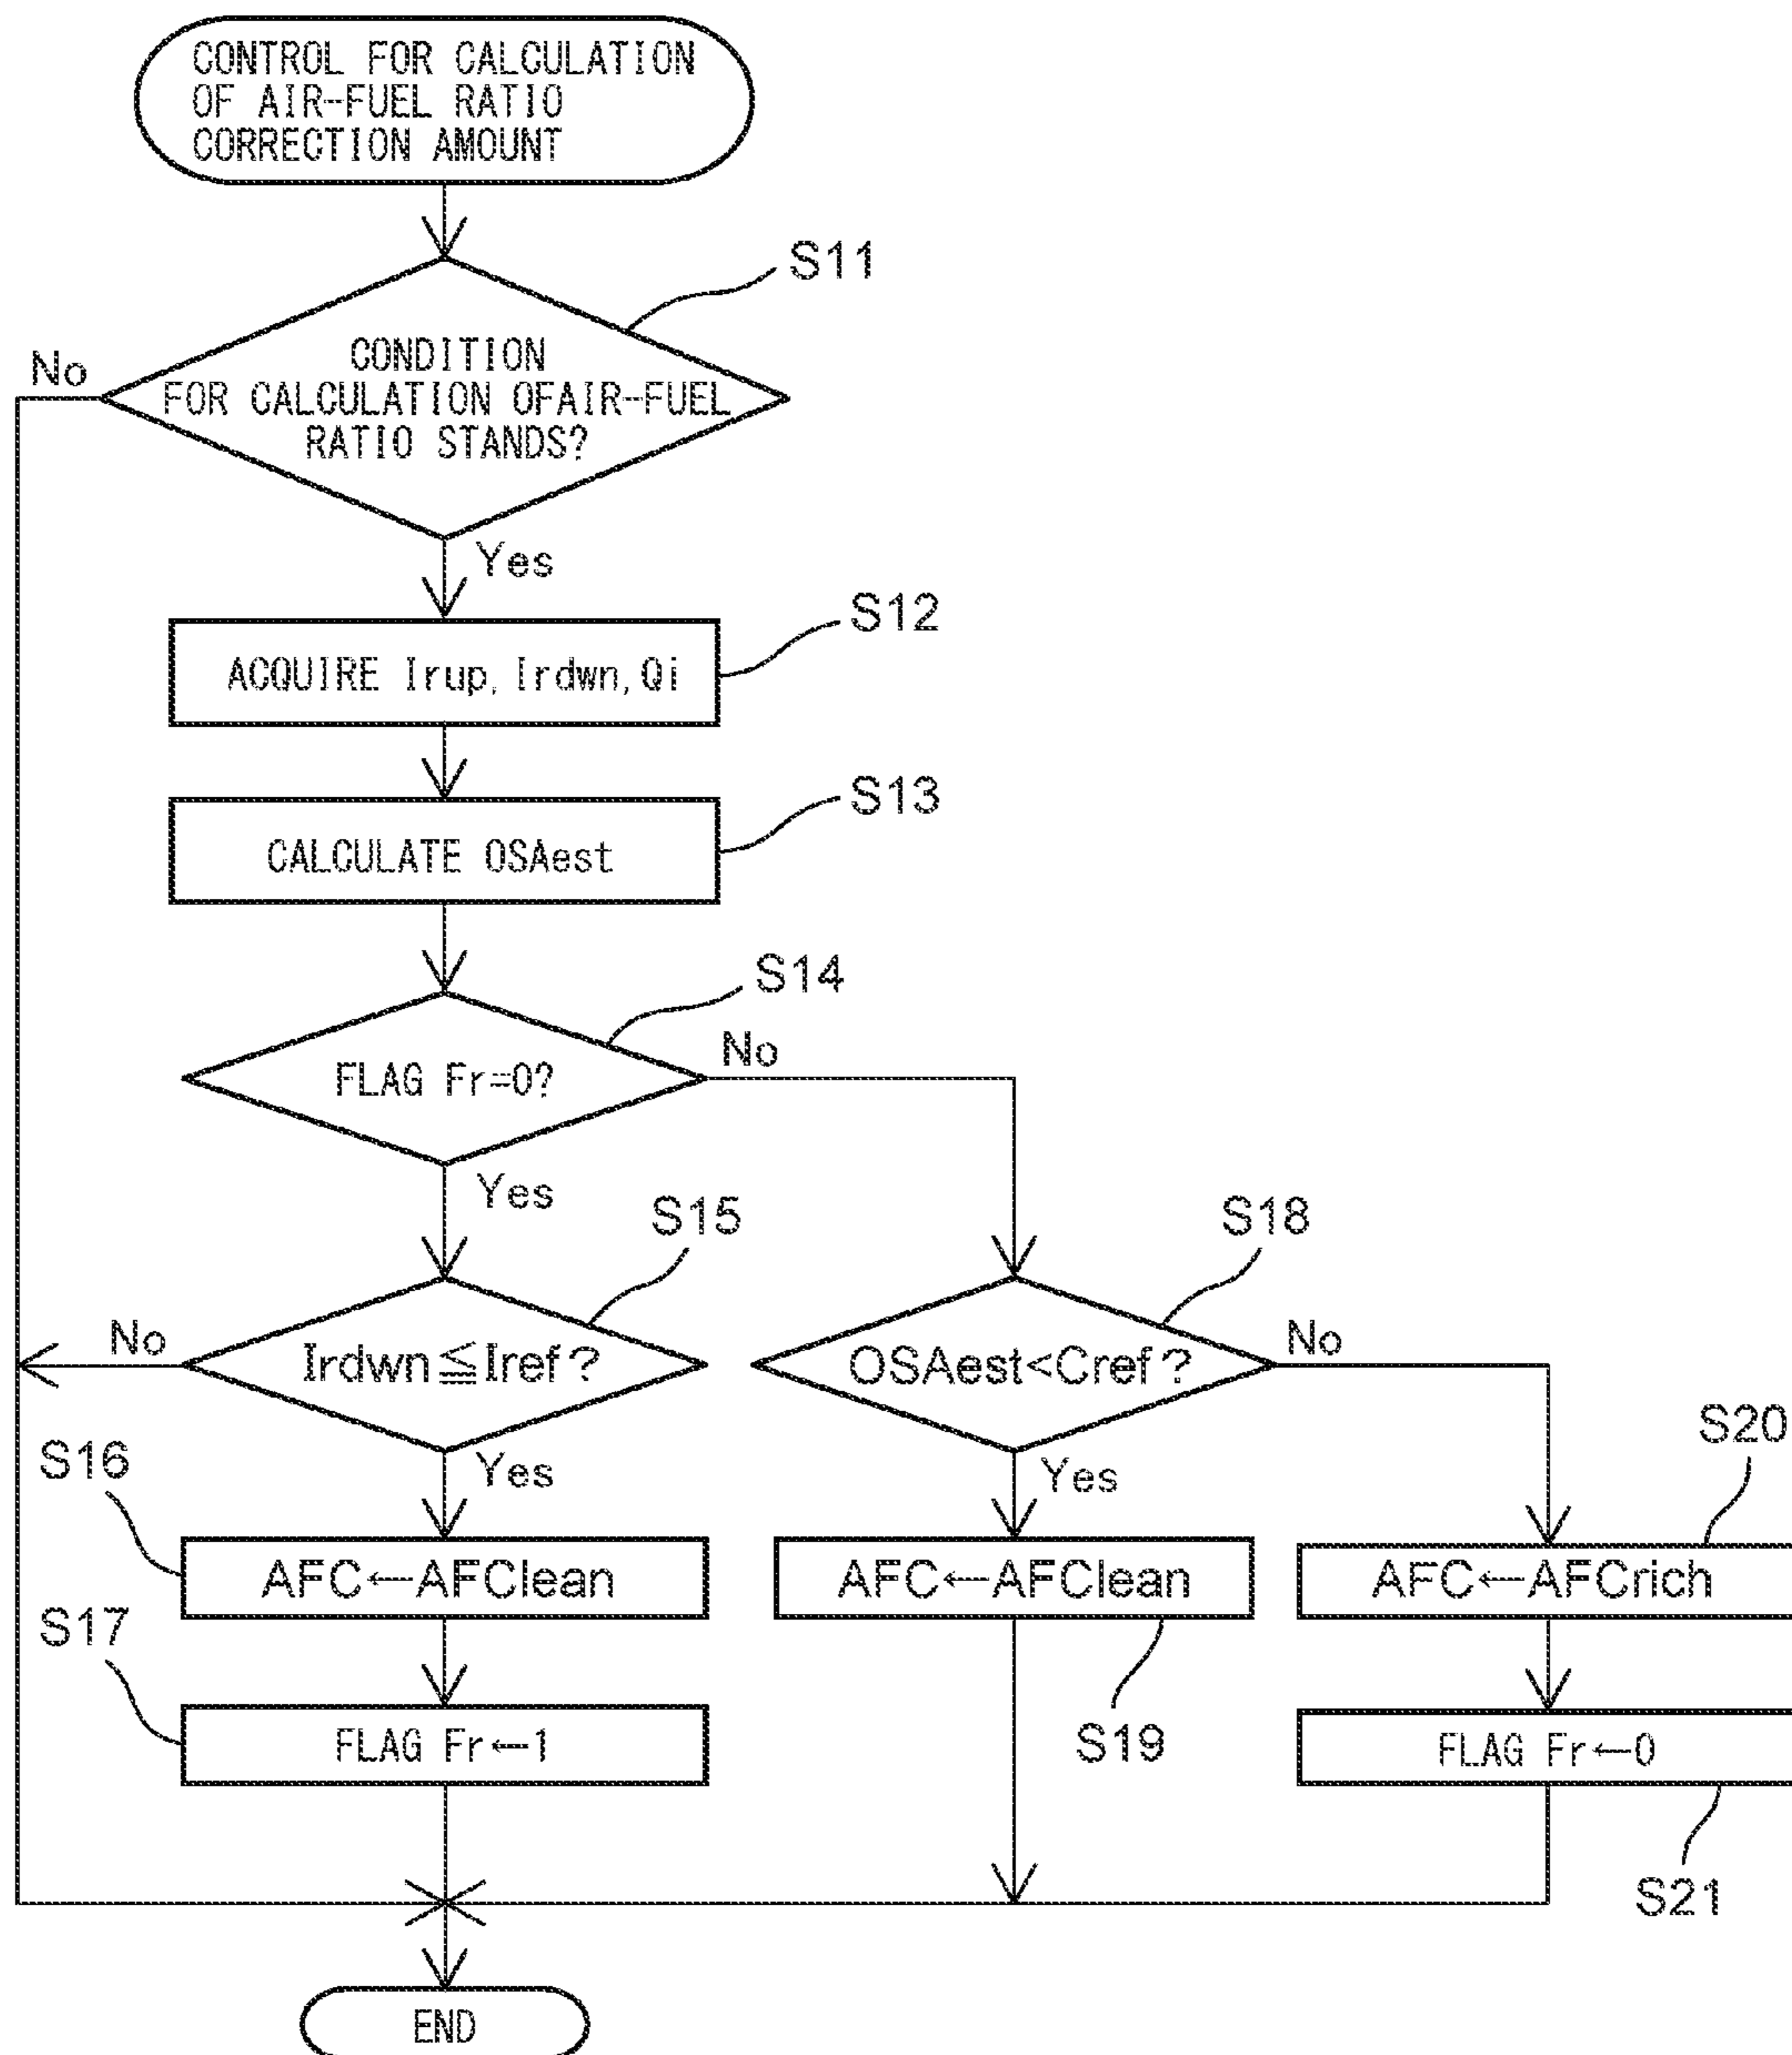 CONTROL FOR CALCULATION
OF AIR-FUEL RATIO
CORRECTION AMOUNT
S11
CONDITION
FOR CALCULATION OFAIR-FUEL
RATIO STANDS?
No
Yes
S12
ACQUIRE Irup, Irdwn, Qi
S13
CALCULATE OSAest
S14
FLAG Fr=0?
No
Yes
S15
S18
Irdwn≦Iref?
No
OSAest<Cref?
No
S16
Yes
Yes
S20
AFC←AFClean
AFC←AFClean
AFC←AFCrich
S17
FLAG Fr←1
S19
FLAG Fr←0
S21
END